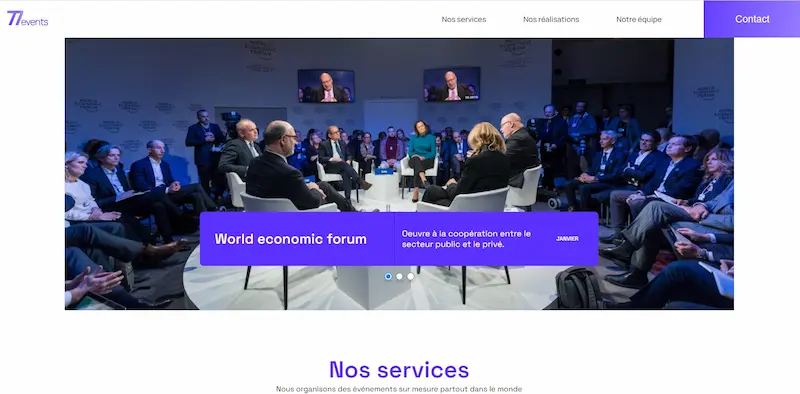 77events
Nos services
Nos réalisations
Notre équipe
Contact
World economic forum
Oeuvre à la coopération entre le
secteur public et le privé.
JANVIER
Nos services
Nous organisons des événements sur mesure partout dans le monde